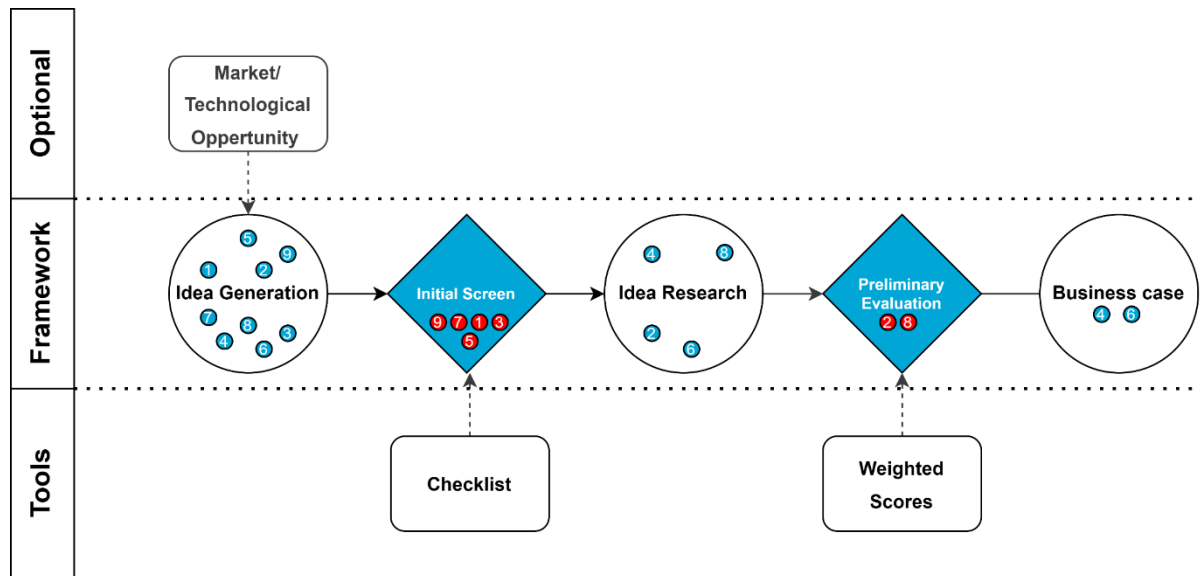 Optional
Market/
Technological
Oppertunity
Framework
5
9
1
2
Idea Generation
7
8
3
4
6
Initial Screen
9 7 1 3
5
4
8
Idea Research
2
6
Preliminary
Evaluation
2 8
Business case
4 6
Tools
Checklist
Weighted
Scores